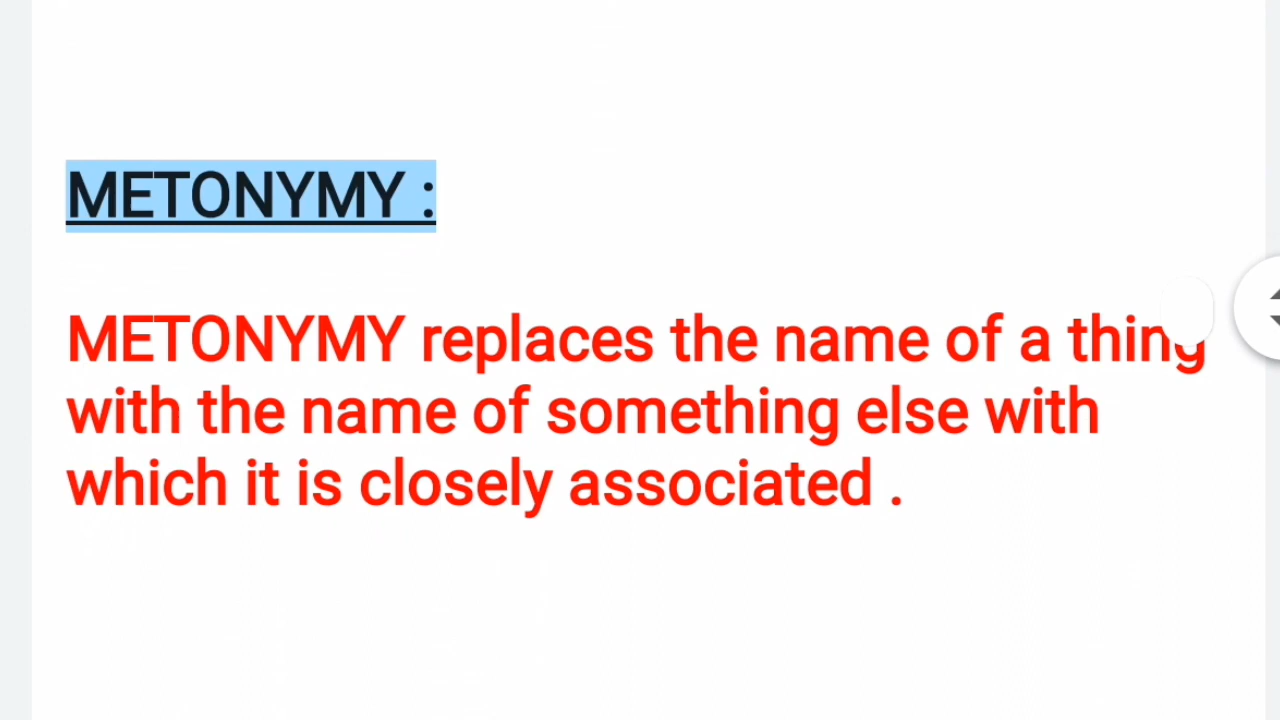 METONYMY :
METONYMY replaces the name of a thing
with the name of something else with
which it is closely associated .